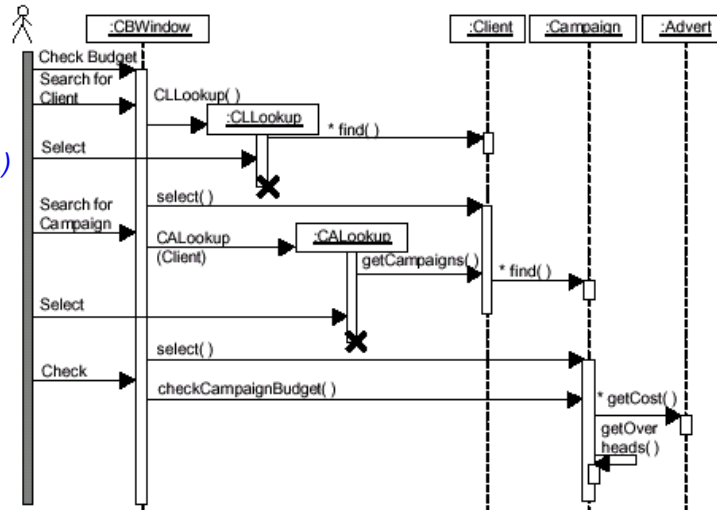 :CBWindow
:Client
:Campaign
:Advert
Check Budget
Search for
Client
CLLookup( )
:CLLookup
* find( )
Select
)
select( )
Search for
Campaign
CALookup
(Client)
:CALookup
getCampaigns( )
* find( )
Select
select( )
Check
checkCampaignBudget( )
* getCost( )
getOver
heads( )